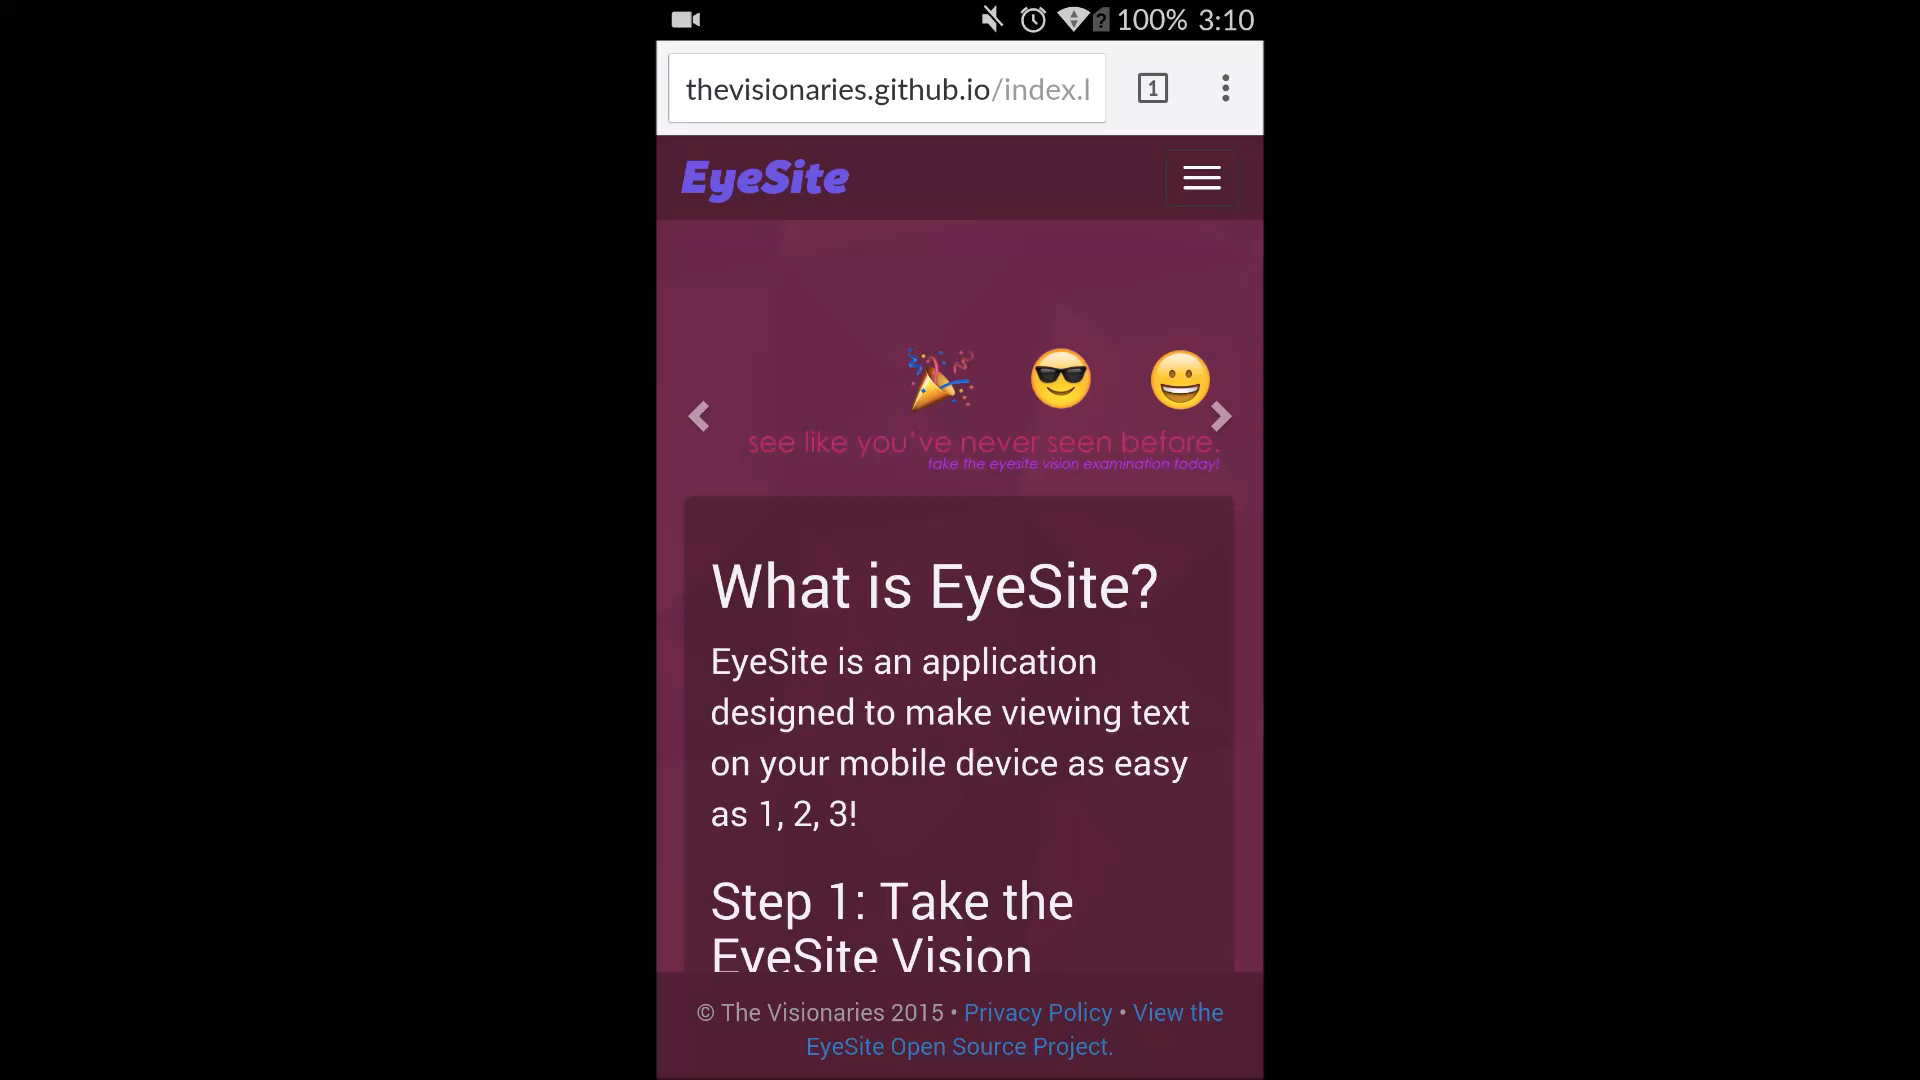 100% 3:10
thevisionaries.github.io/index.
1
EyeSite
see like you've never seen before.
take the eyesite vision examination today!
What is EyeSite?
EyeSite is an application
designed to make viewing text
on your mobile device as easy
as 1, 2, 3!
Step 1: Take the
EyeSite Vision
© The Visionaries 2015 • Privacy Policy • View the
EyeSite Open Source Project.